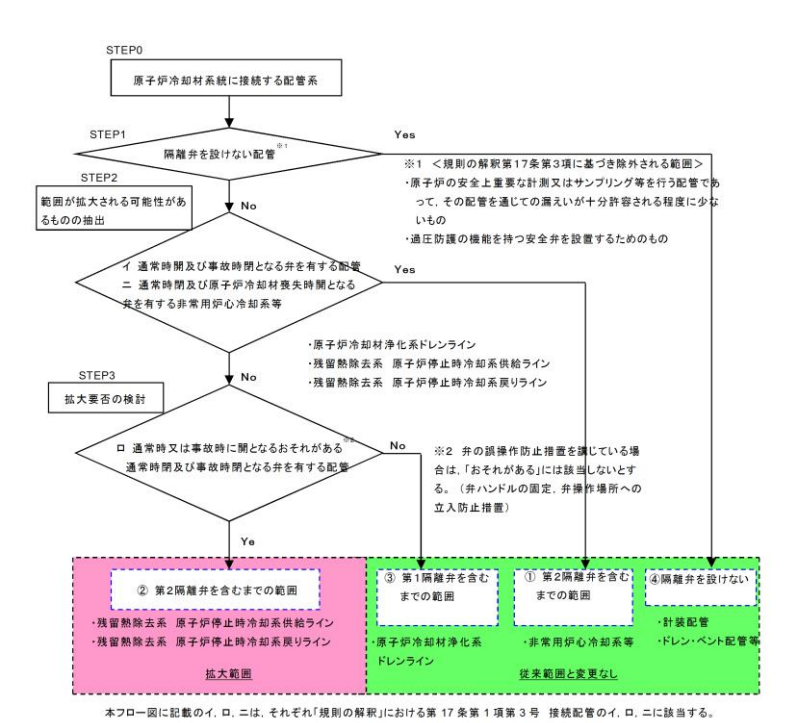 STEP0
原子炉冷却材系統に接続する配管系
STEP1
隔離弁を設けない配管※1
Yes
※1 <規則の解釈第17条第3項に基づき除外される範囲>
・原子炉の安全上重要な計測又はサンプリング等を行う配管であ
って,その配管を通じての漏えいが十分許容される程度に少な
いもの
・過圧防護の機能を持つ安全弁を設置するためのもの
STEP2
範囲が拡大される可能性があ
るものの抽出
No
イ 通常時開及び事故時閉となる弁を有する配管
ニ 通常時閉及び原子炉冷却材喪失時開となる
弁を有する非常用炉心冷却系等
Yes
・原子炉冷却材浄化系ドレンライン
・残留熱除去系 原子炉停止時冷却系供給ライン
・残留熱除去系 原子炉停止時冷却系戻りライン
No
STEP3
拡大要否の検討
ロ 通常時又は事故時に開となるおそれがある※2
通常時閉及び事故時閉となる弁を有する配管
No
※2 弁の誤操作防止措置を講じている場
合は,「おそれがある」には該当しないとす
る。(弁ハンドルの固定,弁操作場所への
立入防止措置)
Ye
② 第2隔離弁を含むまでの範囲
・残留熱除去系 原子炉停止時冷却系供給ライン
・残留熱除去系 原子炉停止時冷却系戻りライン
拡大範囲
③ 第1隔離弁を含む
までの範囲
・原子炉冷却材浄化系
ドレンライン
① 第2隔離弁を含む
までの範囲
・非常用炉心冷却系等
④隔離弁を設けない
・計装配管
・ドレン・ベント配管等
従来範囲と変更なし
本フロー図に記載のイ,ロ,ニは,それぞれ「規則の解釈」における第 17 条第 1 項第 3 号 接続配管のイ,ロ,ニに該当する。